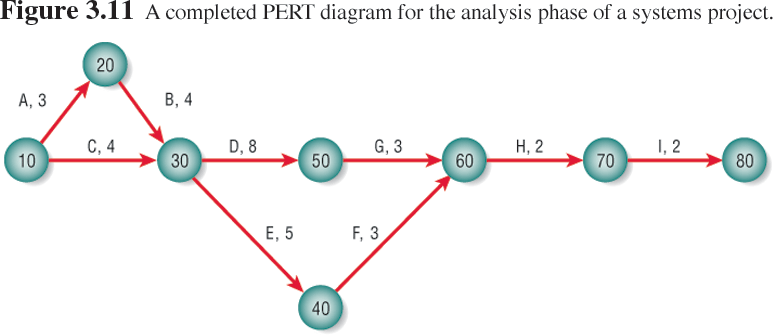 Figure 3.11 A completed PERT diagram for the analysis phase of a systems project.
20
A, 3
B, 4
C, 4
D, 8
G, 3
H, 2
I, 2
10
30
50
60
70
80
E, 5
F, 3
40